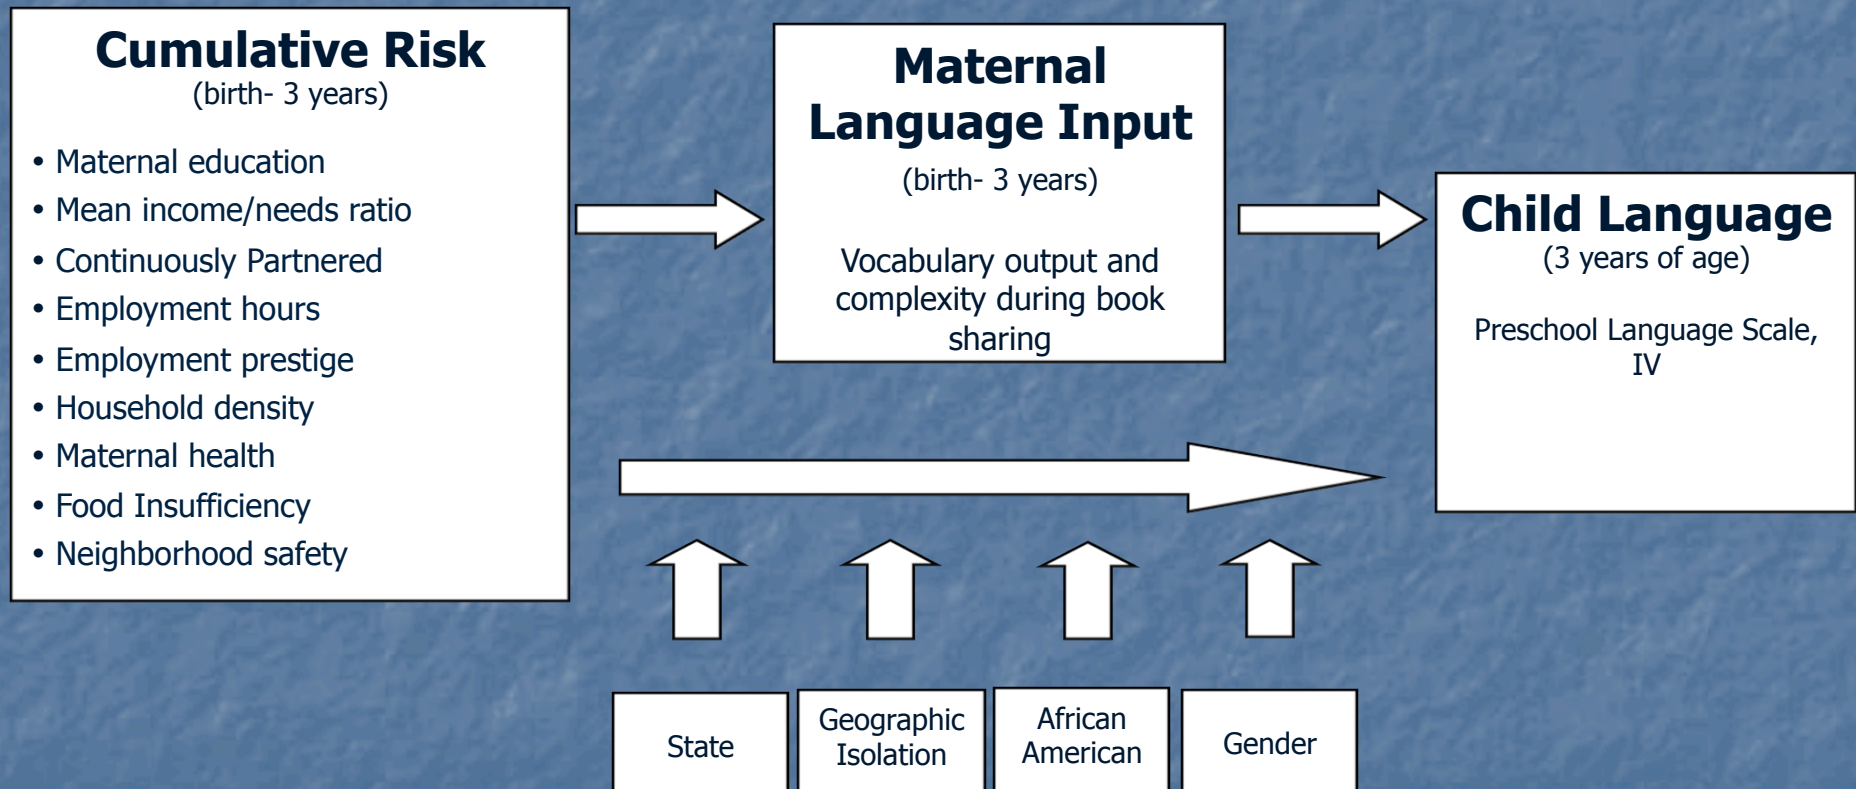 Cumulative Risk
(birth- 3 years)
• Maternal education
• Mean income/needs ratio
• Continuously Partnered
• Employment hours
• Employment prestige
• Household density
• Maternal health
• Food Insufficiency
• Neighborhood safety
Maternal
Language Input
(birth- 3 years)
Vocabulary output and
complexity during book
sharing
Child Language
(3 years of age)
Preschool Language Scale,
IV
State
Geographic
Isolation
African
American
Gender